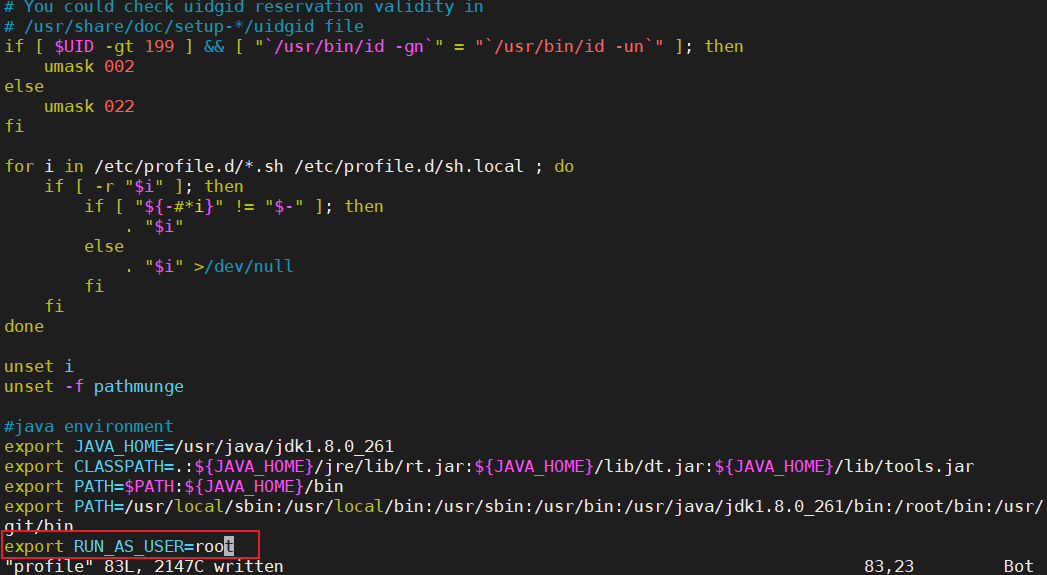 # You could check uidgid reservation validity in
# /usr/share/doc/setup-*/uidgid file
if [ $UID -gt 199 ] && [ "`/usr/bin/id -gn`" = "`/usr/bin/id -un`" ]; then
    umask 002
else
    umask 022
fi

for i in /etc/profile.d/*.sh /etc/profile.d/sh.local ; do
    if [ -r "$i" ]; then
        if [ "${-#*i}" != "$-" ]; then
            . "$i"
        else
            . "$i" >/dev/null
        fi
    fi
done

unset i
unset -f pathmunge

#java environment
export JAVA_HOME=/usr/java/jdk1.8.0_261
export CLASSPATH=.:${JAVA_HOME}/jre/lib/rt.jar:${JAVA_HOME}/lib/dt.jar:${JAVA_HOME}/lib/tools.jar
export PATH=$PATH:${JAVA_HOME}/bin
export PATH=/usr/local/sbin:/usr/local/bin:/usr/sbin:/usr/bin:/usr/java/jdk1.8.0_261/bin:/root/bin:/usr/
git/bin
export RUN_AS_USER=root
"profile" 83L, 2147C written 83,23 Bot